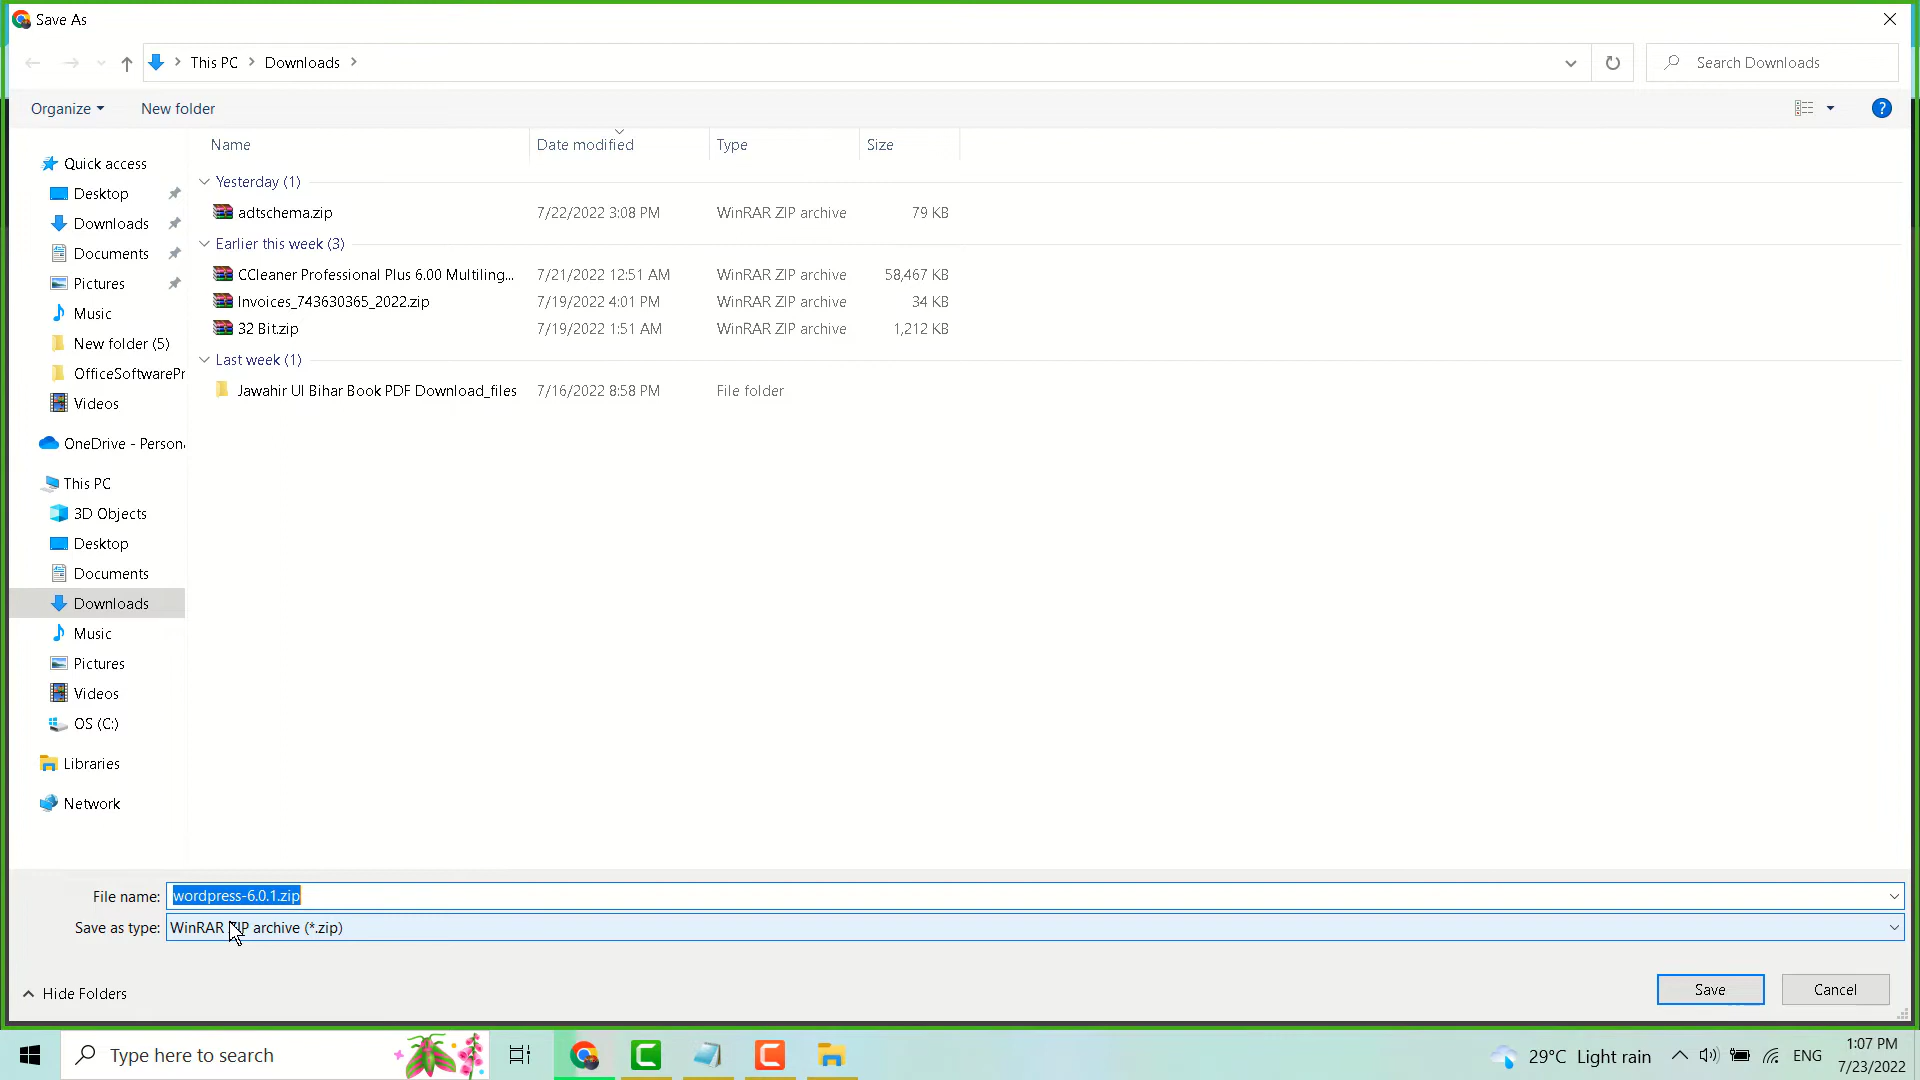 Save As
This PC > Downloads >
Search Downloads
Organize
New folder
?
Name
Date modified
Type
Size
Quick access
Desktop
Downloads
Documents
Pictures
Music
New folder (5)
OfficeSoftwarePr
Videos
OneDrive - Persona
This PC
3D Objects
Desktop
Documents
Downloads
Music
Pictures
Videos
OS (C:)
Libraries
Network
Yesterday (1)
adtschema.zip 7/22/2022 3:08 PM WinRAR ZIP archive 79 KB
Earlier this week (3)
CCleaner Professional Plus 6.00 Multiling... 7/21/2022 12:51 AM WinRAR ZIP archive 58,467 KB
Invoices_743630365_2022.zip 7/19/2022 4:01 PM WinRAR ZIP archive 34 KB
32 Bit.zip 7/19/2022 1:51 AM WinRAR ZIP archive 1,212 KB
Last week (1)
Jawahir Ul Bihar Book PDF Download_files 7/16/2022 8:58 PM File folder
File name: wordpress-6.0.1.zip
Save as type: WinRAR ZIP archive (*.zip)
Hide Folders
Save
Cancel
Type here to search
29°C Light rain
ENG
1:07 PM
7/23/2022